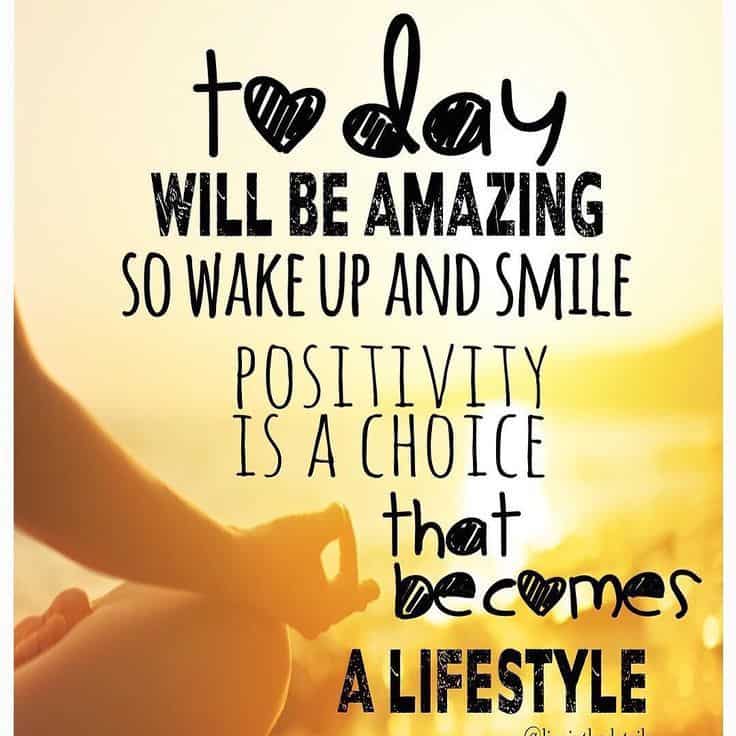 today
WILL BE AMAZING
SO WAKE UP AND SMILE
POSITIVITY
IS A CHOICE
that
becomes
A LIFESTYLE